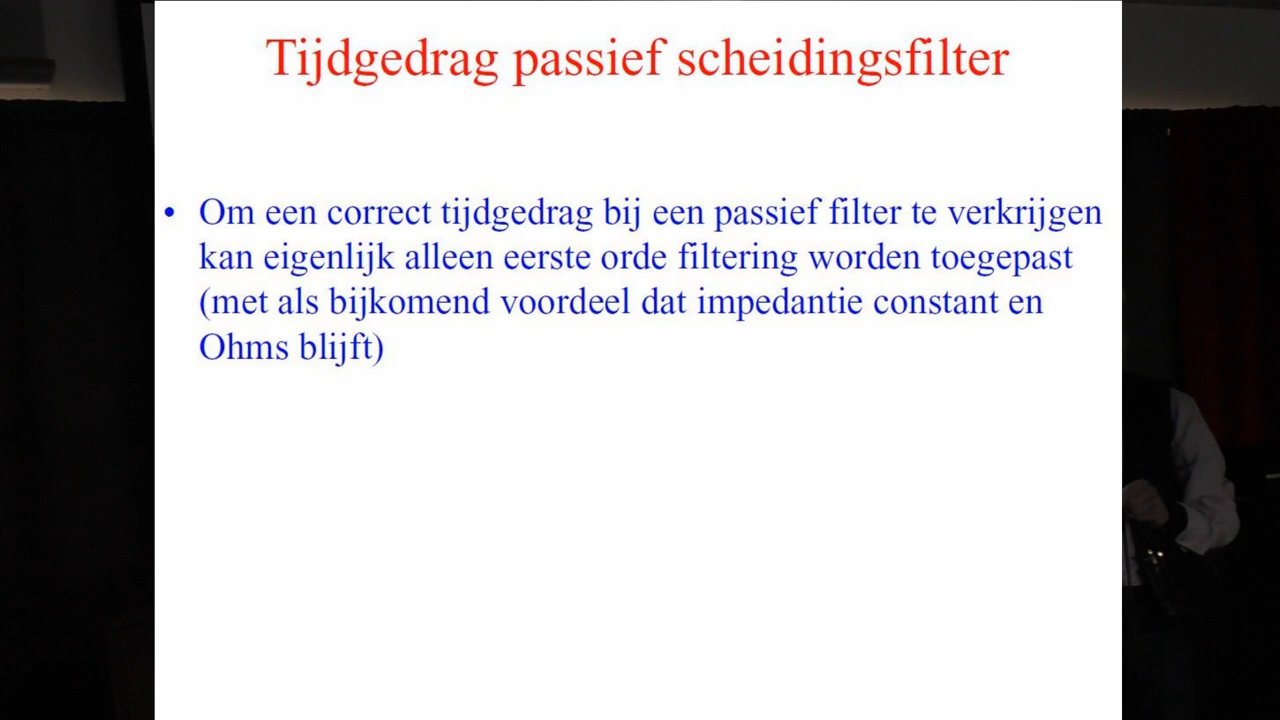 Tijdgedrag passief scheidingsfilter
• Om een correct tijdgedrag bij een passief filter te verkrijgen
kan eigenlijk alleen eerste orde filtering worden toegepast
(met als bijkomend voordeel dat impedantie constant en
Ohms blijft)